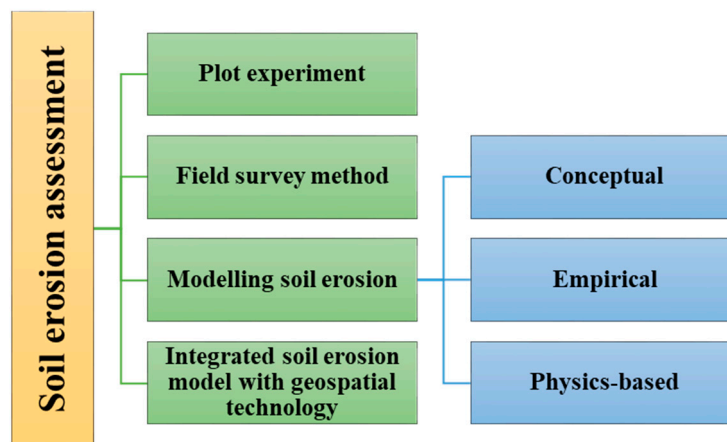 Soil erosion assessment
Plot experiment
Field survey method
Modelling soil erosion
Integrated soil erosion
model with geospatial
technology
Conceptual
Empirical
Physics-based